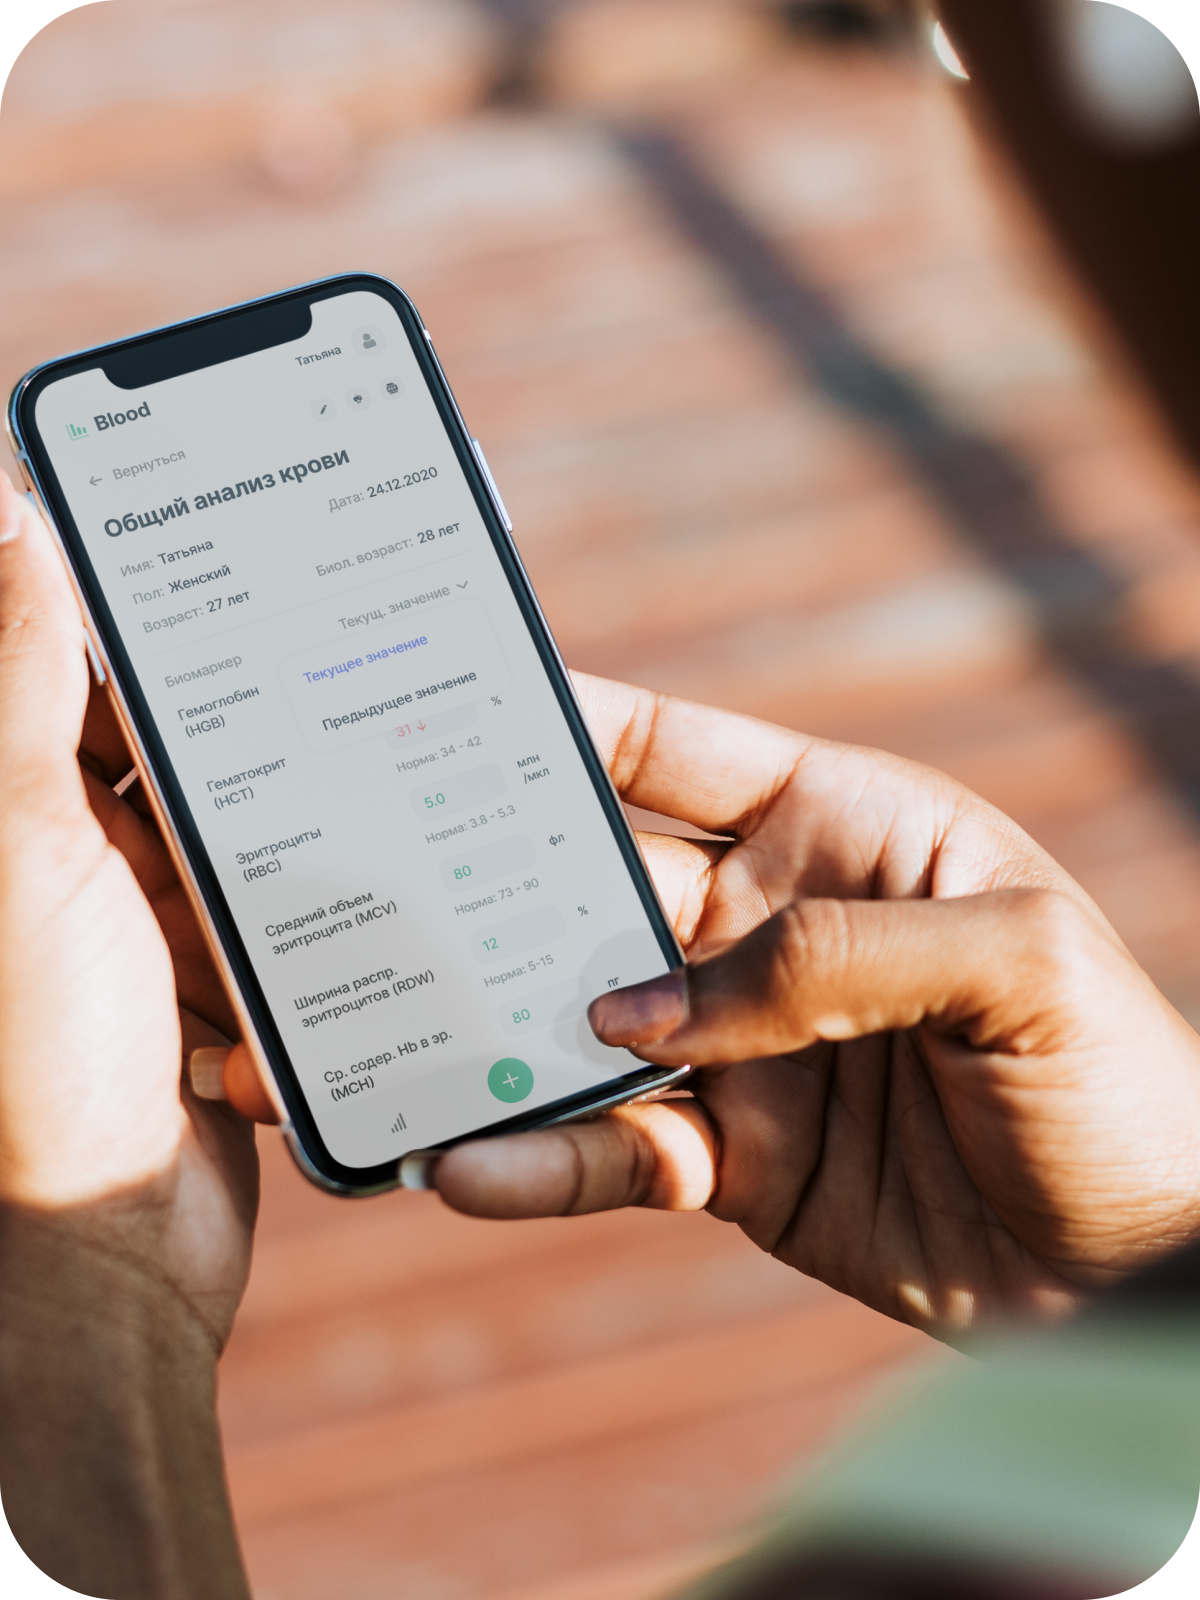 Татьяна
Blood
Вернуться
Общий анализ крови
Дата: 24.12.2020
Имя: Татьяна
Пол: Женский
Биол. возраст: 28 лет
Возраст: 27 лет
Биомаркер
Текущ. значение
Текущее значение
Предыдущее значение
Гемоглобин
(HGB)
Гематокрит
(HCT)
31 ↓ %
Норма: 34 - 42
Эритроциты
(RBC)
5.0
млн
/мкл
Норма: 3.8 - 5.3
Средний объем
эритроцита (MCV)
80 фл
Норма: 73 - 90
Ширина распр.
эритроцитов (RDW)
12 %
Норма: 5-15
Ср. содер. Hb в эр.
(MCH)
80 пг